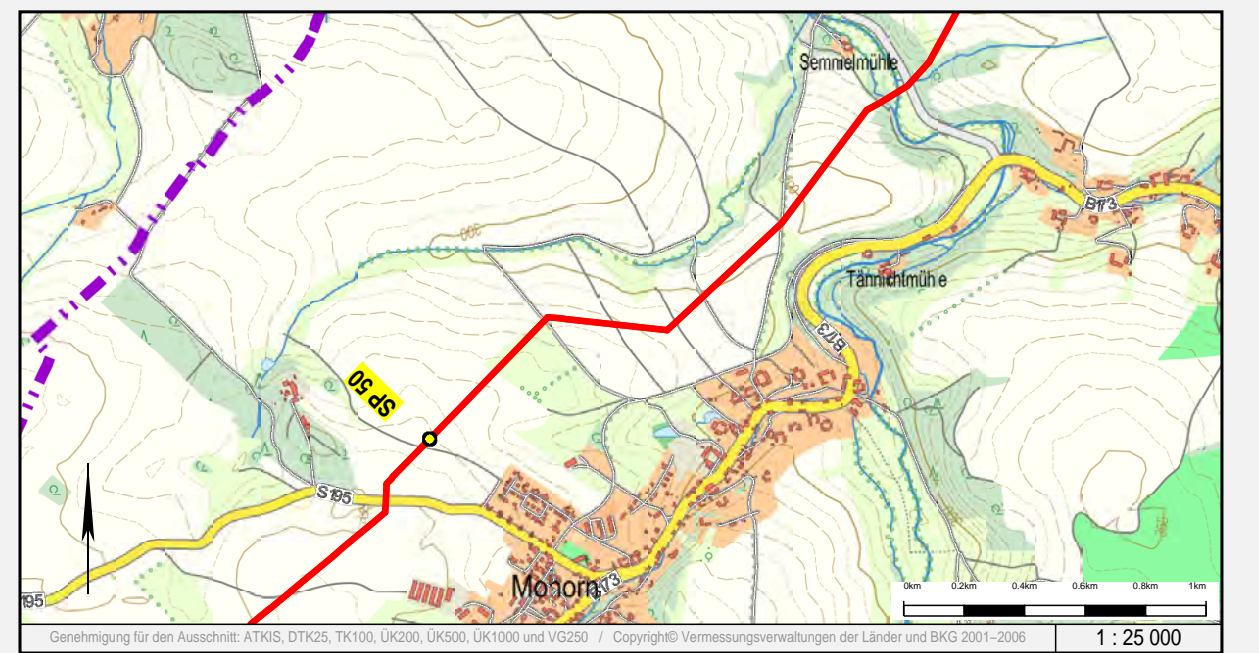 Semmelmühle
B173
300
Tännichtmühle
B173
SP 50
S195
Mohorn
B173
195
0km 0.2km 0.4km 0.6km 0.8km 1km
Genehmigung für den Ausschnitt: ATKIS, DTK25, TK100, ÜK200, ÜK500, ÜK1000 und VG250 / Copyright© Vermessungsverwaltungen der Länder und BKG 2001–2006
1 : 25 000